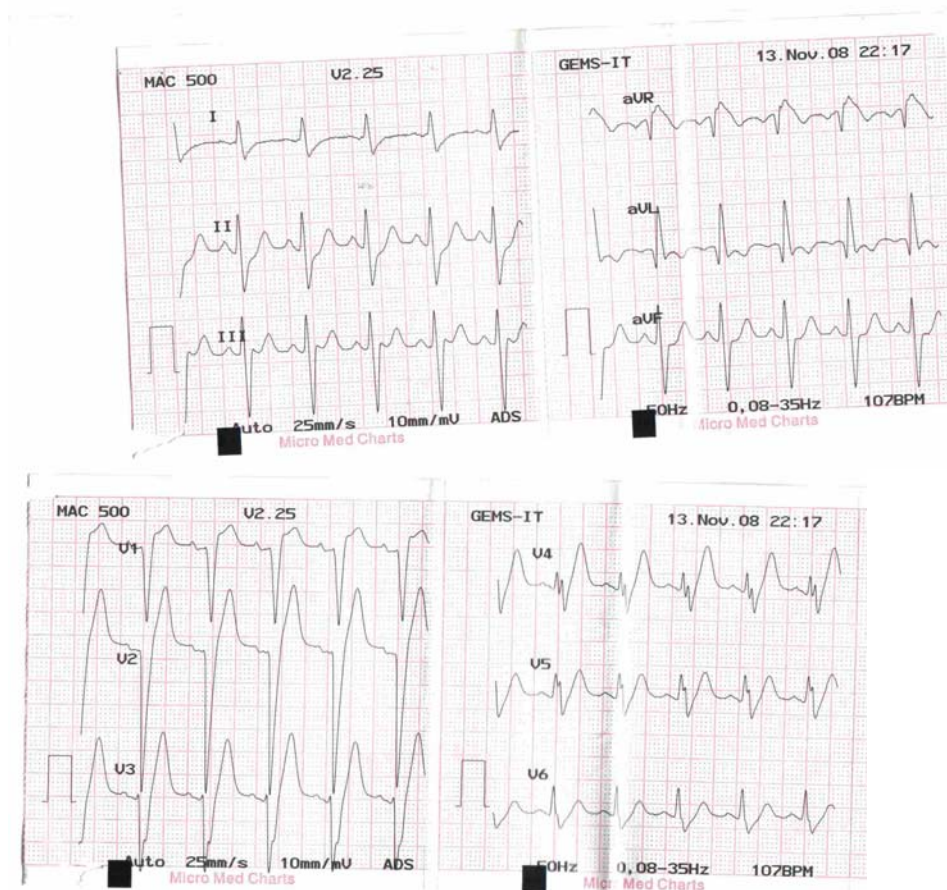 MAC 500 V2.25 GEMS-IT 13.Nov.08 22:17
I aVR
II aVL
III aVF
Auto 25mm/s 10mm/mV ADS 50Hz 0,08-35Hz 107BPM
Micro Med Charts Micro Med Charts
MAC 500 V2.25 GEMS-IT 13.Nov.08 22:17
V1 V4
V2 V5
V3 V6
Auto 25mm/s 10mm/mV ADS 50Hz 0,08-35Hz 107BPM
Micro Med Charts Micro Med Charts